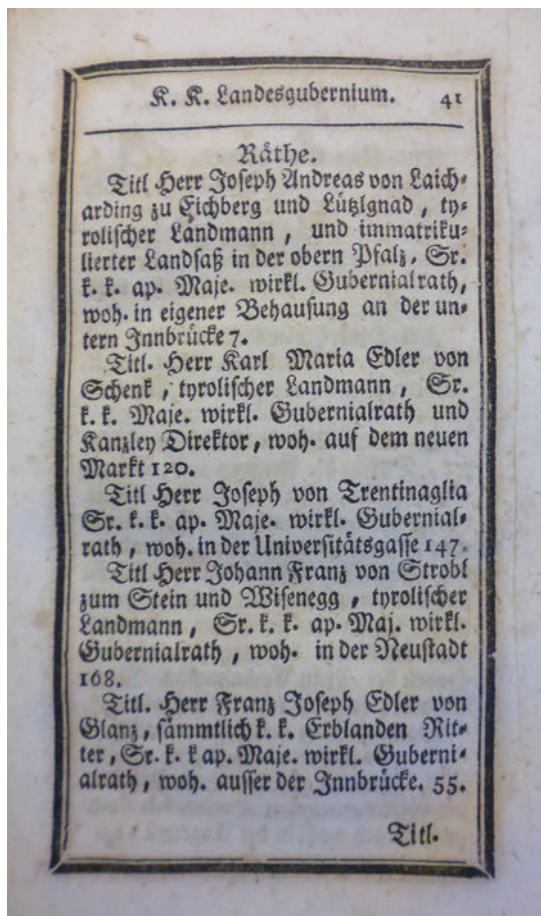 K. K. Landesgubernium. 41
Räthe.
Titl Herr Joseph Andreas von Laich-
arding zu Eichberg und Lützlgnad, ty-
rolischer Landmann, und immatriku-
lierter Landsaß in der obern Pfalz, Sr.
k. k. ap. Maje. wirkl. Gubernialrath,
woh. in eigener Behausung an der un-
tern Innbrücke 7.
Titl. Herr Karl Maria Edler von
Schenk, tyrolischer Landmann, Sr.
k. k. Maje. wirkl. Gubernialrath und
Kanzley Direktor, woh. auf dem neuen
Markt 120.
Titl Herr Joseph von Trentinaglia
Sr. k. k. ap. Maje. wirkl. Gubernial-
rath, woh. in der Universitätsgasse 147.
Titl Herr Johann Franz von Strobl
zum Stein und Wisenegg, tyrolischer
Landmann, Sr. k. k. ap. Maj. wirkl.
Gubernialrath, woh. in der Neustadt
168.
Titl. Herr Franz Joseph Edler von
Glanz, sämmtlich k. k. Erblanden Rit-
ter, Sr. k. k ap. Maje. wirkl. Guberni-
alrath, woh. ausser der Innbrücke. 55.
Titl.